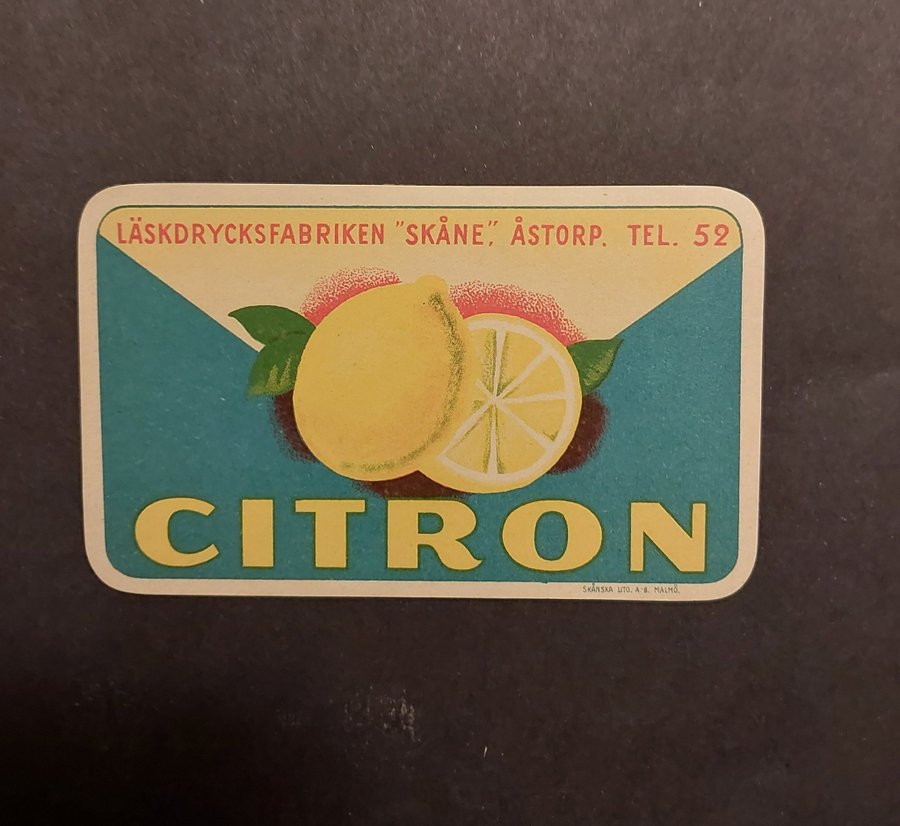 LÄSKDRYCKSFABRIKEN "SKÅNE", ÅSTORP. TEL. 52
CITRON
SKÅNSKA LITO. A-B. MALMÖ.